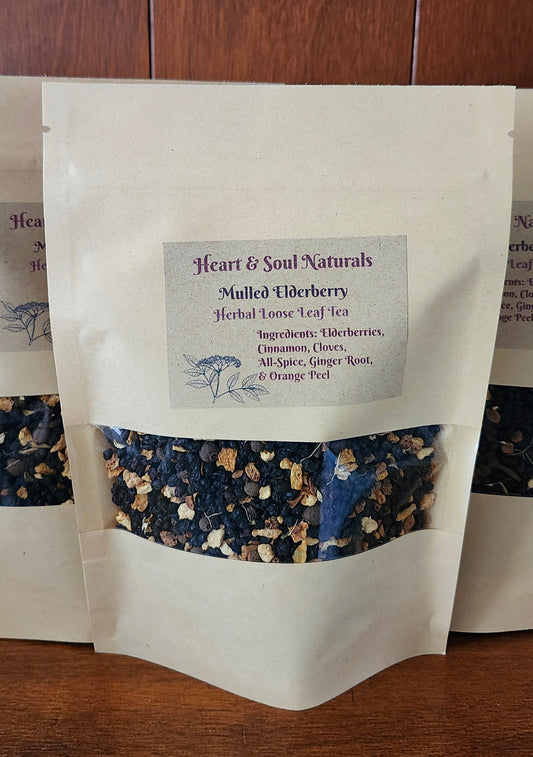 Heart & Soul Naturals
Mulled Elderberry
Herbal Loose Leaf Tea
Ingredients: Elderberries,
Cinnamon, Cloves,
All-Spice, Ginger Root,
& Orange Peel